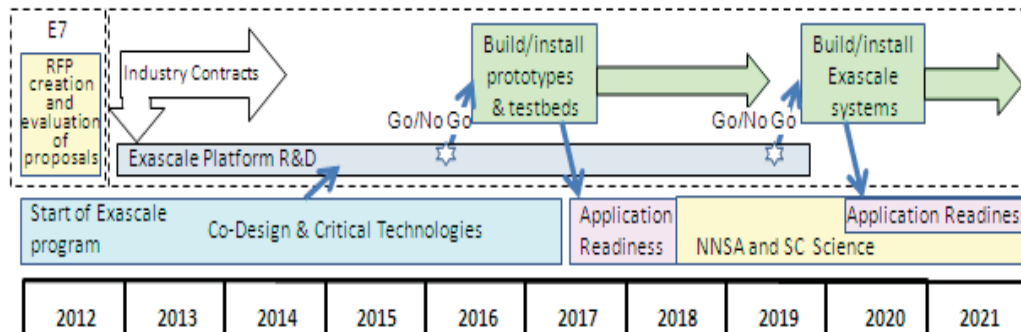 E7
RFP
creation
and
evaluation
of
proposals
Industry Contracts
Build/install
prototypes
& testbeds
Build/install
Exascale
systems
Go/No Go
Go/No Go
Exascale Platform R&D
Start of Exascale
program
Co-Design & Critical Technologies
Application
Readiness
Application Readines
NNSA and SC Science
2012 2013 2014 2015 2016 2017 2018 2019 2020 2021